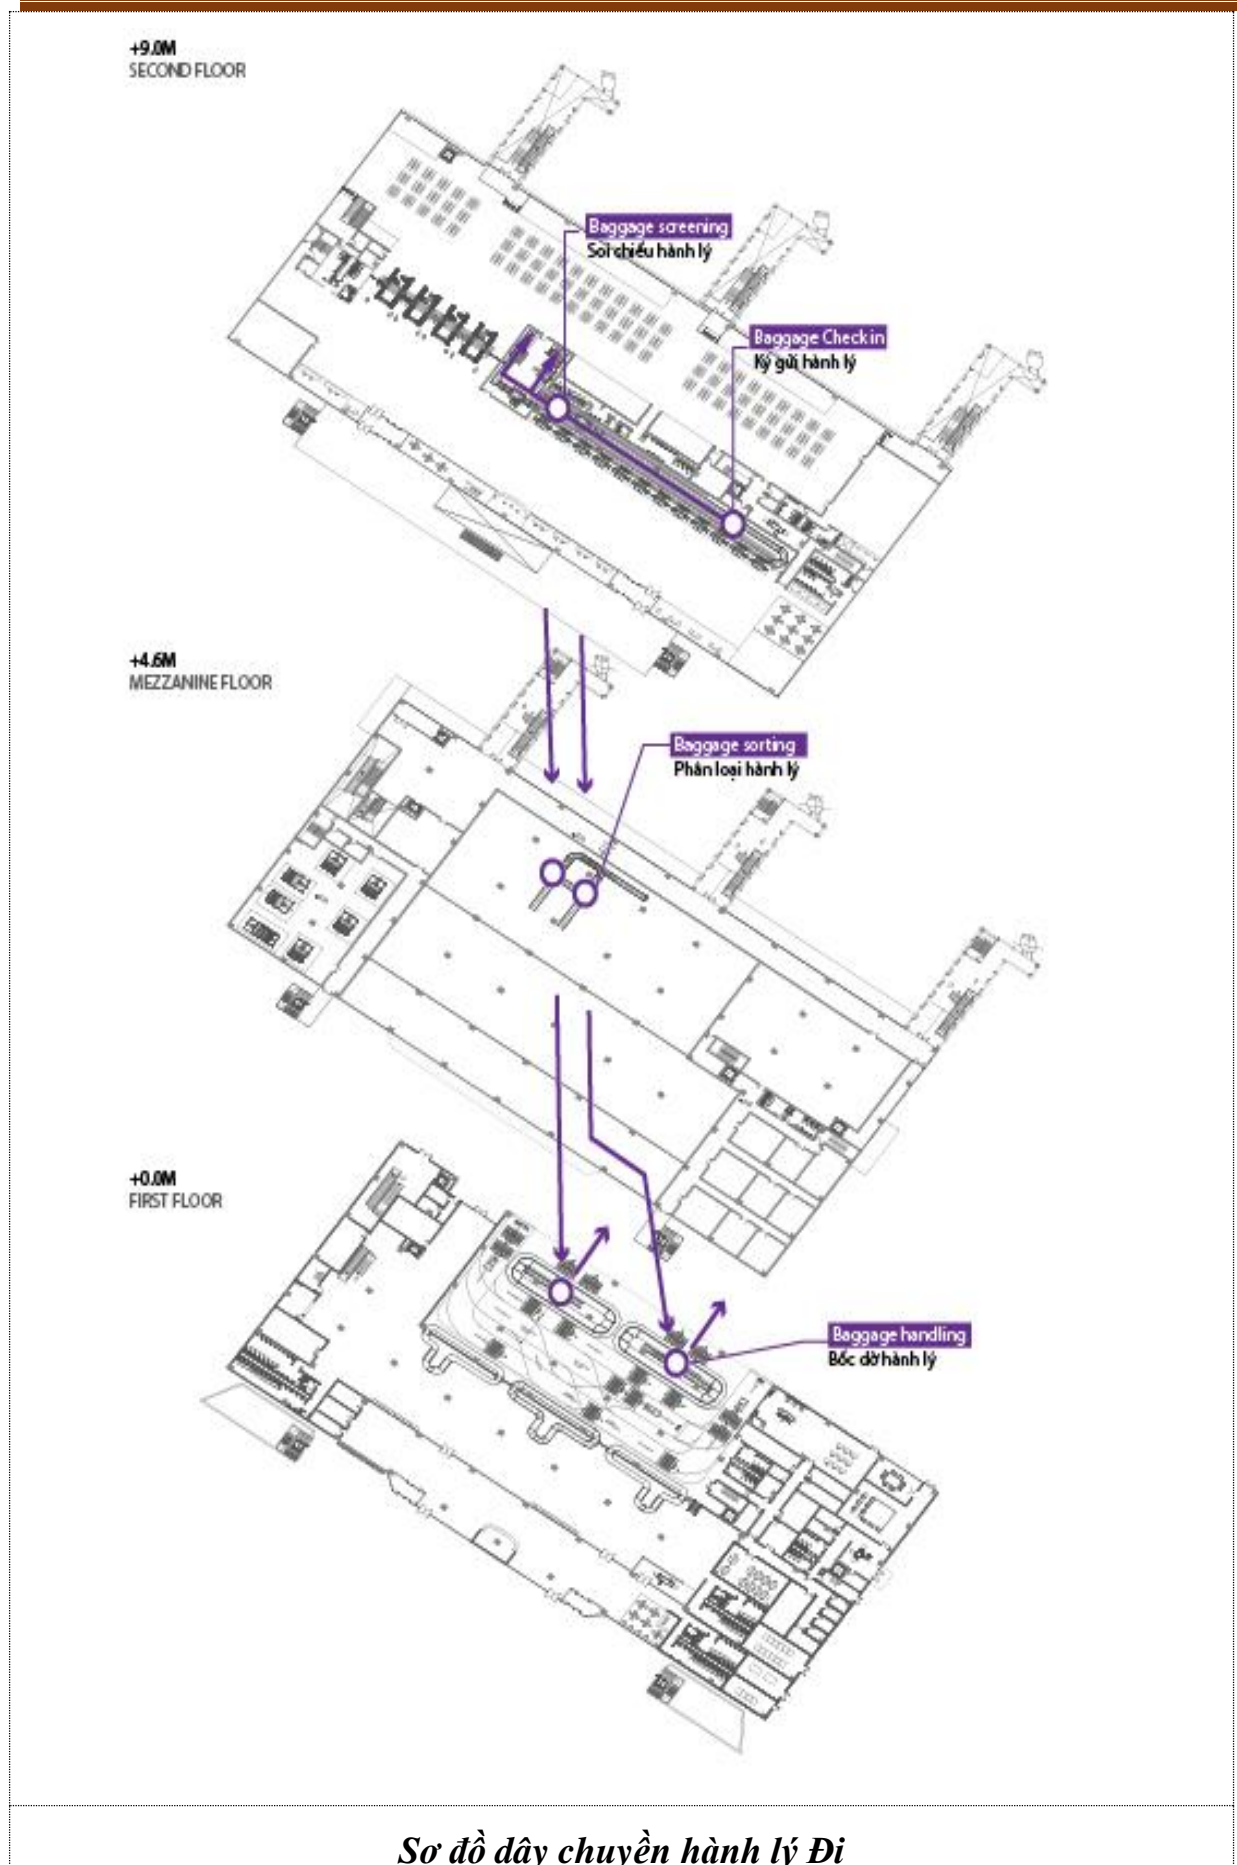 +9.0M
SECOND FLOOR
Baggage screening
Soi chiếu hành lý
Baggage Check in
Ký gửi hành lý
+4.6M
MEZZANINE FLOOR
Baggage sorting
Phân loại hành lý
+0.0M
FIRST FLOOR
Baggage handling
Bốc dỡ hành lý
Sơ đồ dây chuyền hành lý Đi